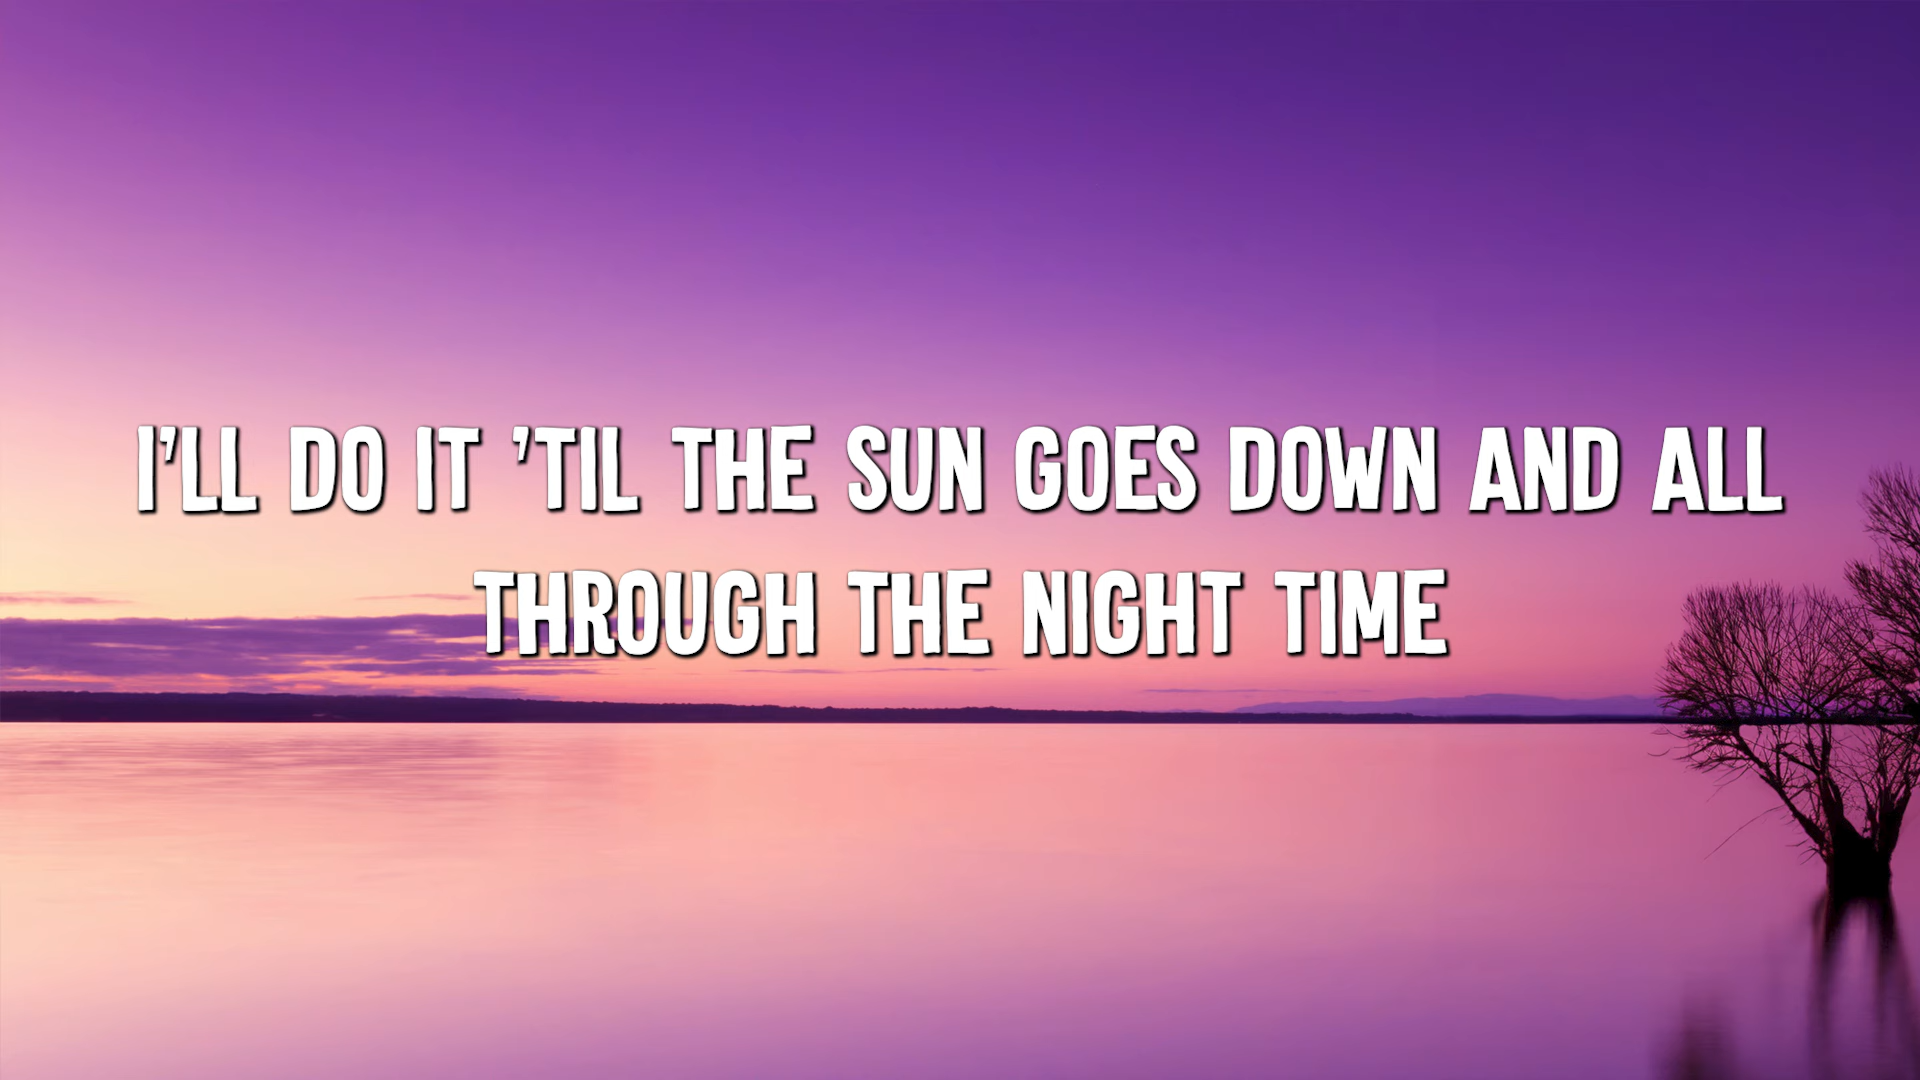 I'LL DO IT 'TIL THE SUN GOES DOWN AND ALL
THROUGH THE NIGHT TIME